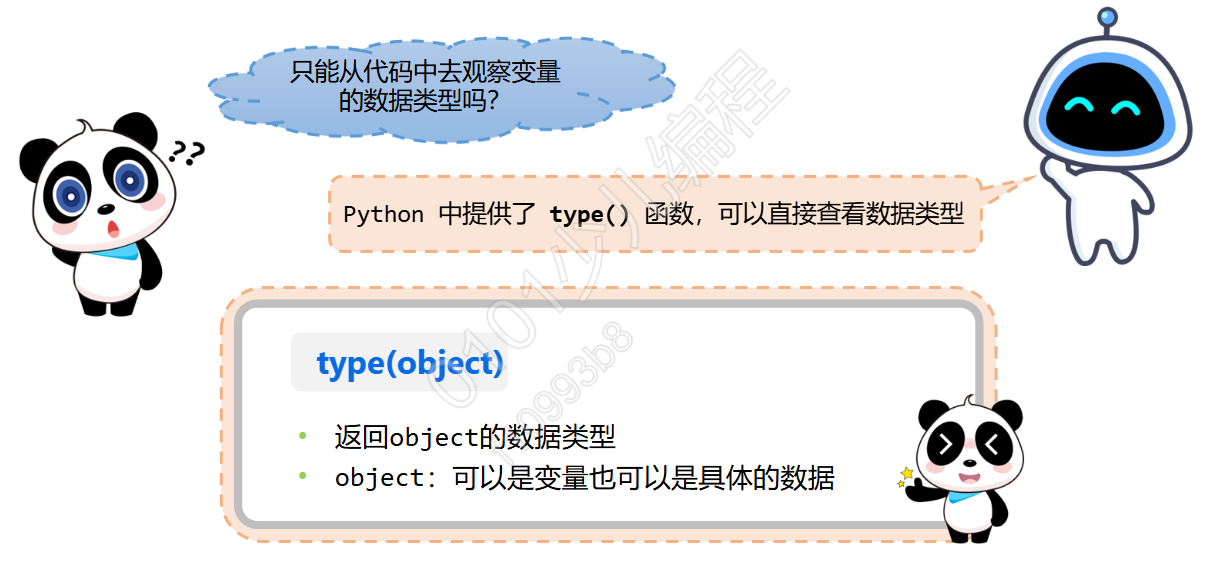 只能从代码中去观察变量
的数据类型吗？
??
Python 中提供了 type() 函数，可以直接查看数据类型
type(object)
• 返回object的数据类型
• object：可以是变量也可以是具体的数据
0101少儿编程